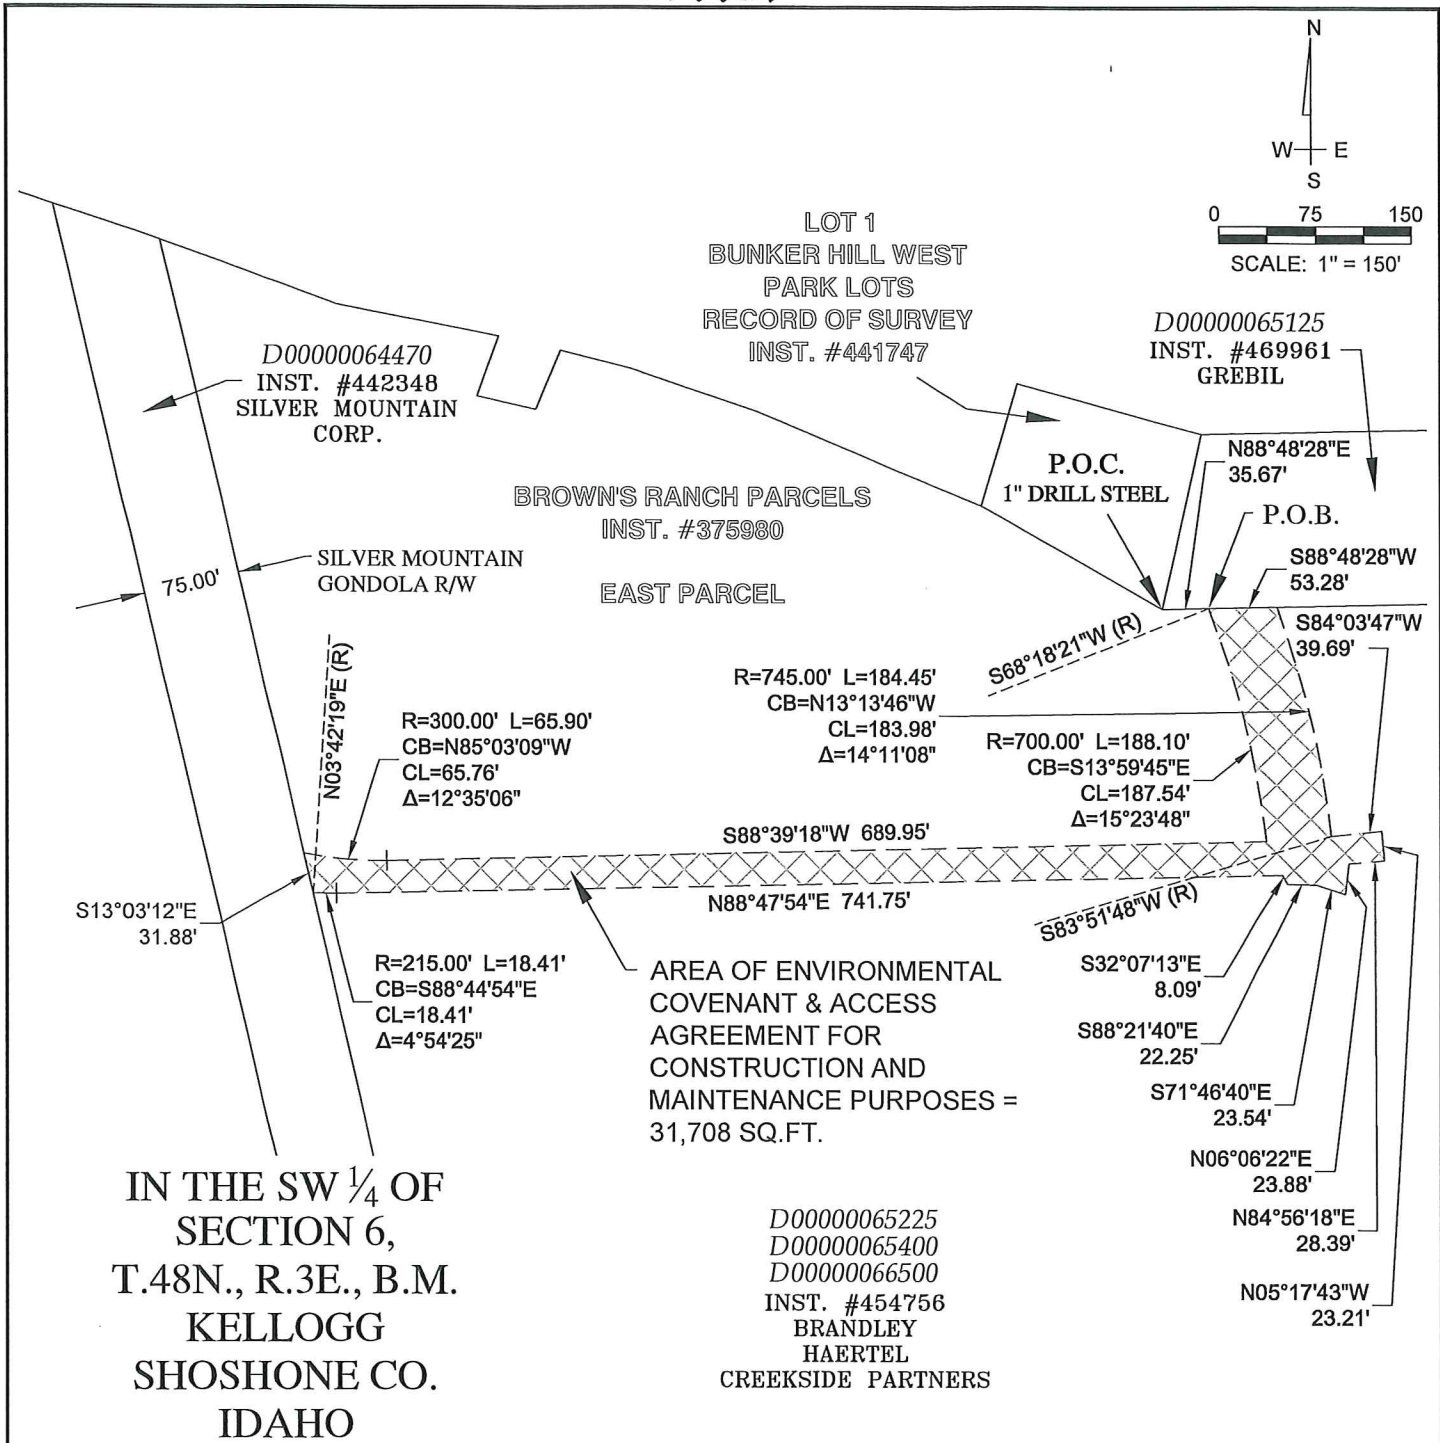 N
W E
S
0 75 150
SCALE: 1" = 150'
LOT 1
BUNKER HILL WEST
PARK LOTS
RECORD OF SURVEY
INST. #441747
D00000065125
INST. #469961
GREBIL
D00000064470
INST. #442348
SILVER MOUNTAIN
CORP.
N88°48'28"E
35.67'
P.O.C.
1" DRILL STEEL
P.O.B.
BROWN'S RANCH PARCELS
INST. #375980
EAST PARCEL
SILVER MOUNTAIN
GONDOLA R/W
75.00'
S88°48'28"W
53.28'
S84°03'47"W
39.69'
S68°18'21"W (R)
N03°42'19"E (R)
R=745.00' L=184.45'
CB=N13°13'46"W
CL=183.98'
Δ=14°11'08"
R=300.00' L=65.90'
CB=N85°03'09"W
CL=65.76'
Δ=12°35'06"
R=700.00' L=188.10'
CB=S13°59'45"E
CL=187.54'
Δ=15°23'48"
S88°39'18"W 689.95'
N88°47'54"E 741.75'
S83°51'48"W (R)
S13°03'12"E
31.88'
R=215.00' L=18.41'
CB=S88°44'54"E
CL=18.41'
Δ=4°54'25"
AREA OF ENVIRONMENTAL
COVENANT & ACCESS
AGREEMENT FOR
CONSTRUCTION AND
MAINTENANCE PURPOSES =
31,708 SQ.FT.
S32°07'13"E
8.09'
S88°21'40"E
22.25'
S71°46'40"E
23.54'
N06°06'22"E
23.88'
N84°56'18"E
28.39'
N05°17'43"W
23.21'
IN THE SW 1/4 OF
SECTION 6,
T.48N., R.3E., B.M.
KELLOGG
SHOSHONE CO.
IDAHO
D00000065225
D00000065400
D00000066500
INST. #454756
BRANDLEY
HAERTEL
CREEKSIDE PARTNERS